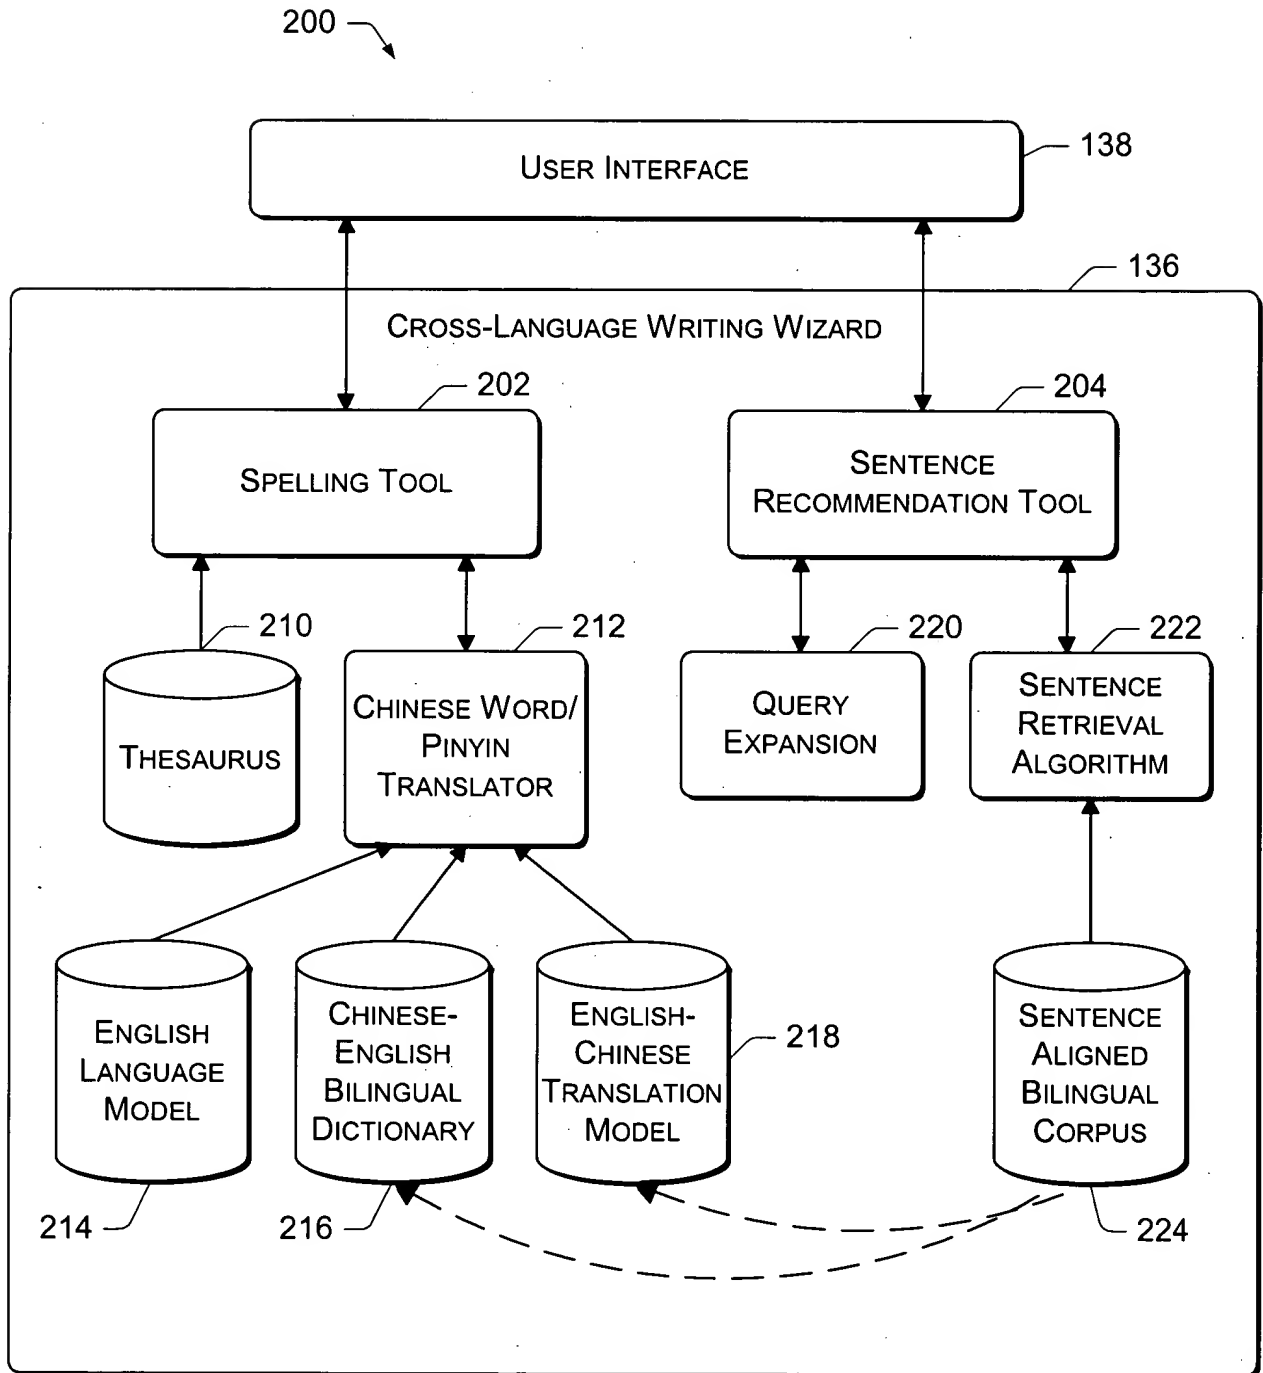 200
USER INTERFACE
138
136
CROSS-LANGUAGE WRITING WIZARD
202
204
SPELLING TOOL
SENTENCE
RECOMMENDATION TOOL
210
212
220
222
THESAURUS
CHINESE WORD/
PINYIN
TRANSLATOR
QUERY
EXPANSION
SENTENCE
RETRIEVAL
ALGORITHM
ENGLISH
LANGUAGE
MODEL
CHINESE-
ENGLISH
BILINGUAL
DICTIONARY
ENGLISH-
CHINESE
TRANSLATION
MODEL
218
SENTENCE
ALIGNED
BILINGUAL
CORPUS
214
216
224